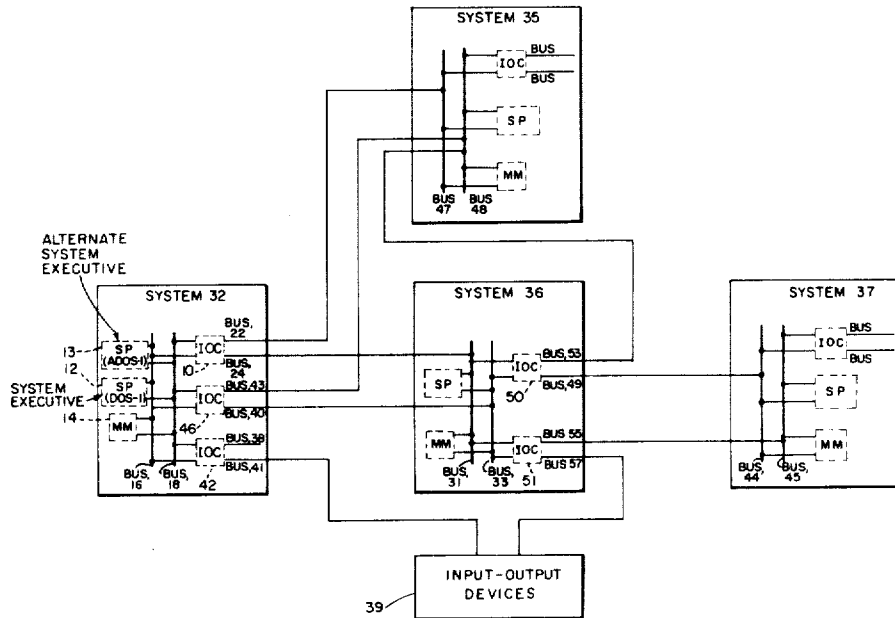 SYSTEM 35
BUS
IOC
BUS
SP
MM
BUS
47
BUS
48
ALTERNATE
SYSTEM
EXECUTIVE
SYSTEM 32
13
SP
(ADOS-1)
12
SP
(DOS-1)
SYSTEM
EXECUTIVE
14
MM
IOC
BUS,
22
10
BUS,
24
IOC
BUS,43
46
BUS,40
IOC
BUS,38
BUS,41
BUS,
16
BUS,
18
42
SYSTEM 36
SP
IOC
BUS,53
50
BUS,49
MM
IOC
BUS 55
BUS 57
BUS,
31
BUS,
33
51
SYSTEM 37
IOC
BUS
BUS
SP
MM
BUS,
44
BUS,
45
39
INPUT-OUTPUT
DEVICES